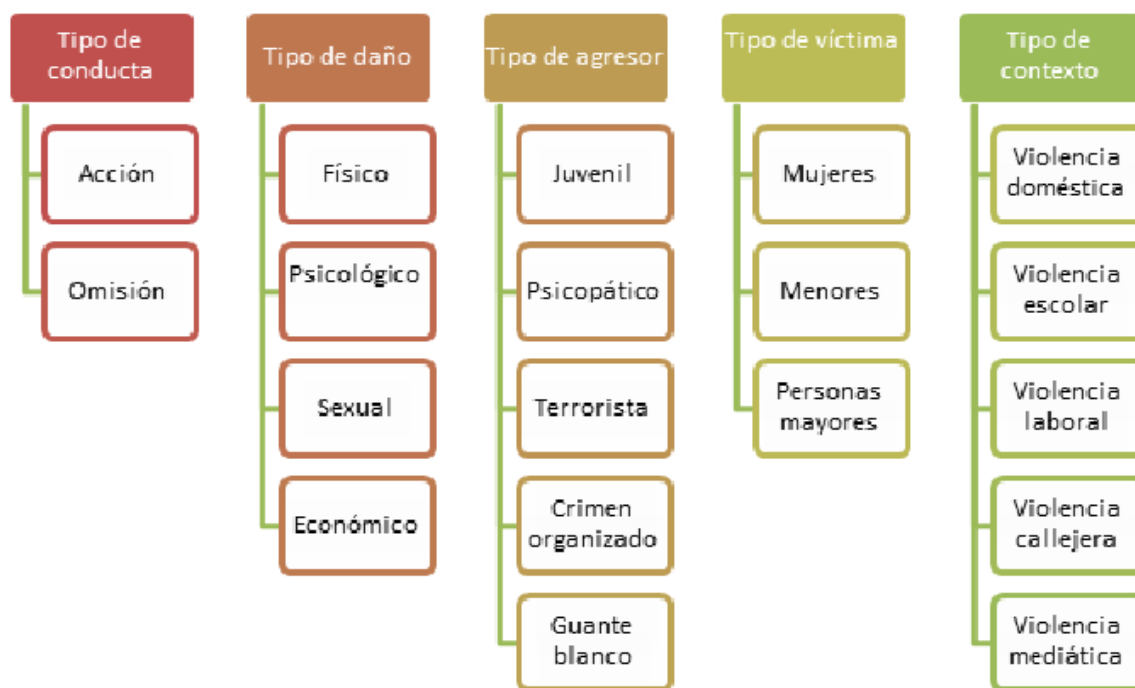 Tipo de
conducta
Acción
Omisión
Tipo de daño
Físico
Psicológico
Sexual
Económico
Tipo de agresor
Juvenil
Psicopático
Terrorista
Crimen
organizado
Guante
blanco
Tipo de víctima
Mujeres
Menores
Personas
mayores
Tipo de
contexto
Violencia
doméstica
Violencia
escolar
Violencia
laboral
Violencia
callejera
Violencia
mediática